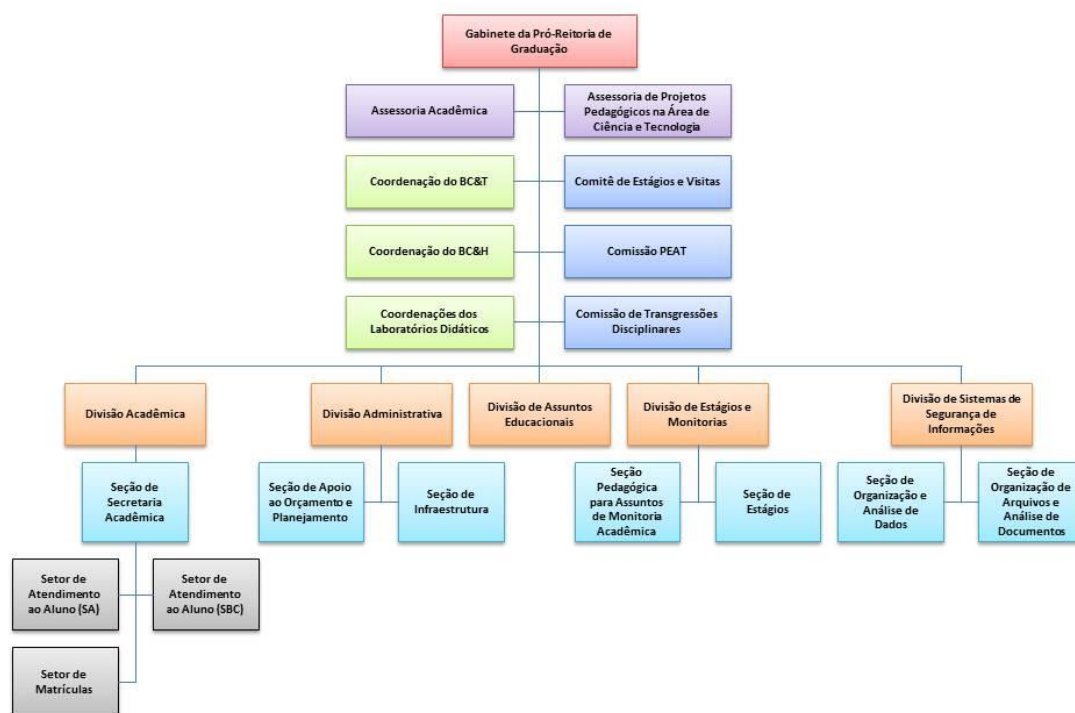 Gabinete da Pró-Reitoria de
Graduação
Assessoria Acadêmica
Assessoria de Projetos
Pedagógicos na Área de
Ciência e Tecnologia
Coordenação do BC&T
Comitê de Estágios e Visitas
Coordenação do BC&H
Comissão PEAT
Coordenações dos
Laboratórios Didáticos
Comissão de Transgressões
Disciplinares
Divisão Acadêmica
Divisão Administrativa
Divisão de Assuntos
Educacionais
Divisão de Estágios e
Monitorias
Divisão de Sistemas de
Segurança de
Informações
Seção de
Secretaria
Acadêmica
Seção de Apoio
ao Orçamento e
Planejamento
Seção de
Infraestrutura
Seção
Pedagógica
para Assuntos
de Monitoria
Acadêmica
Seção de
Estágios
Seção de
Organização e
Análise de
Dados
Seção de
Organização de
Arquivos e
Análise de
Documentos
Setor de
Atendimento
ao Aluno (SA)
Setor de
Atendimento
ao Aluno (SBC)
Setor de
Matrículas